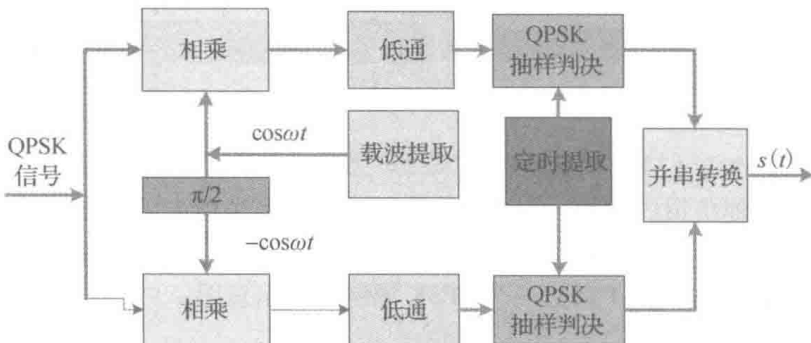 相乘
低通
QPSK
抽样判决
cosωt
载波提取
定时提取
QPSK
信号
π/2
并串转换
s(t)
−cosωt
相乘
低通
QPSK
抽样判决